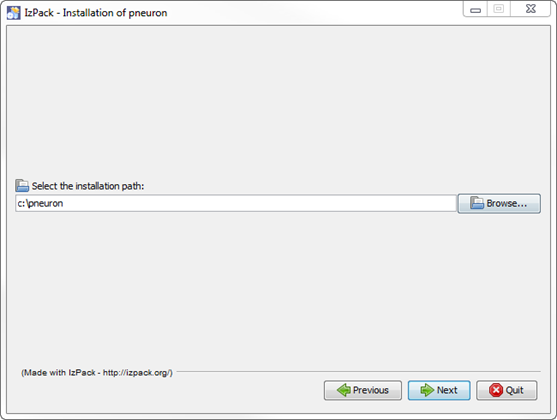 IzPack - Installation of pneuron
Select the installation path:
c:\pneuron
Browse...
(Made with IzPack - http://izpack.org/)
Previous
Next
Quit